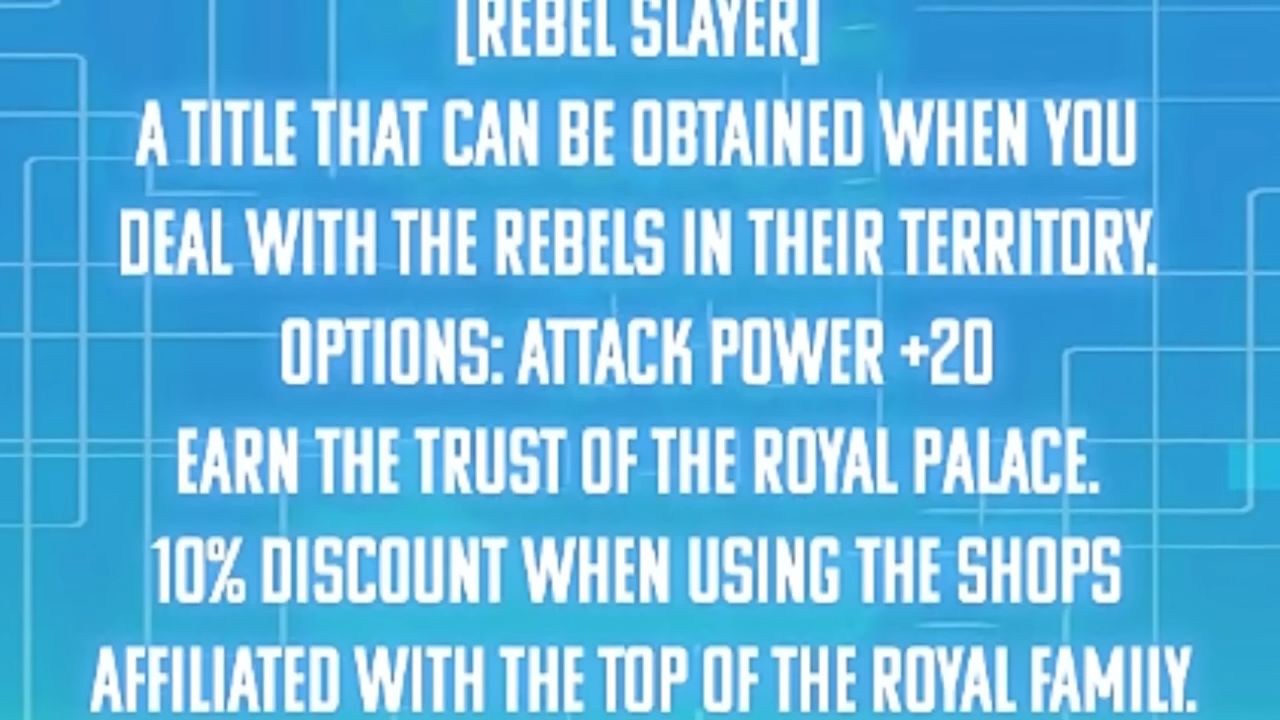 [REBEL SLAYER]
A TITLE THAT CAN BE OBTAINED WHEN YOU
DEAL WITH THE REBELS IN THEIR TERRITORY.
OPTIONS: ATTACK POWER +20
EARN THE TRUST OF THE ROYAL PALACE.
10% DISCOUNT WHEN USING THE SHOPS
AFFILIATED WITH THE TOP OF THE ROYAL FAMILY.